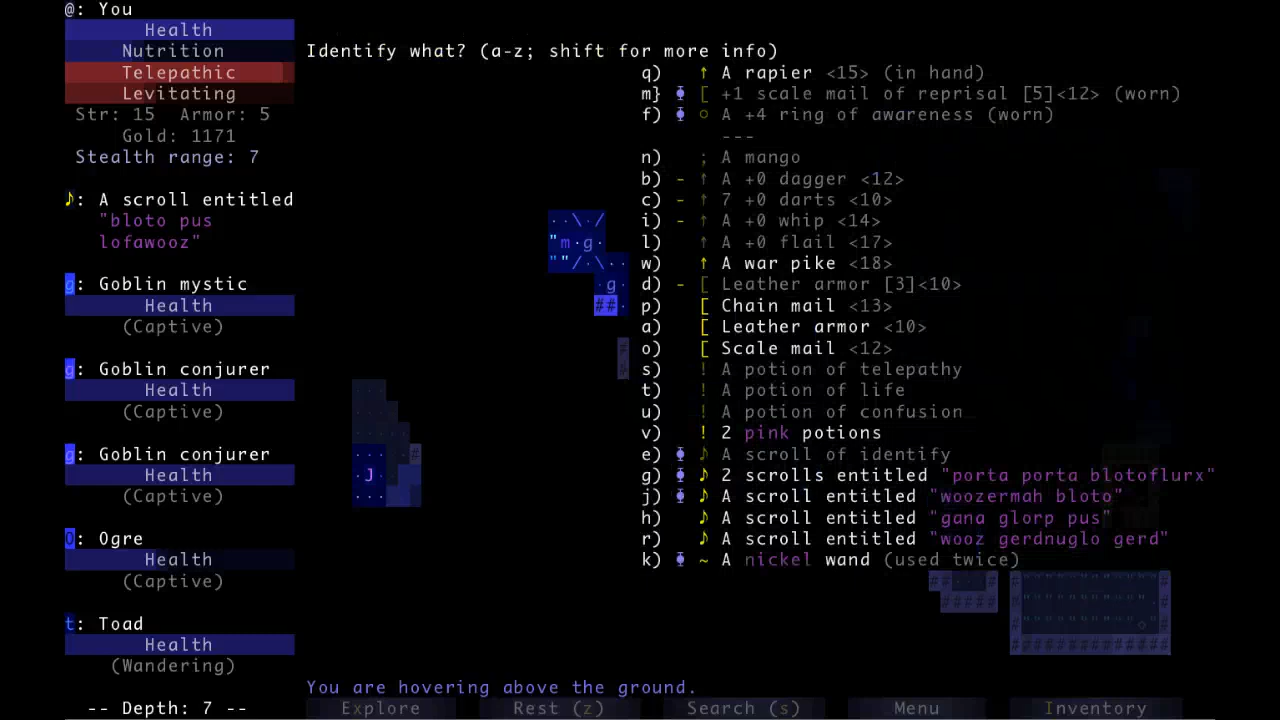 @: You
Health
Nutrition
Telepathic
Levitating
Str: 15  Armor: 5
Gold: 1171
Stealth range: 7
♪: A scroll entitled
"bloto pus
lofawooz"
g: Goblin mystic
Health
(Captive)
g: Goblin conjurer
Health
(Captive)
g: Goblin conjurer
Health
(Captive)
O: Ogre
Health
(Captive)
t: Toad
Health
(Wandering)
-- Depth: 7 --
Identify what? (a-z; shift for more info)
q) ↑ A rapier <15> (in hand)
m} [ +1 scale mail of reprisal [5]<12> (worn)
f) ○ A +4 ring of awareness (worn)
---
n) ; A mango
b) - ↑ A +0 dagger <12>
c) - ↑ 7 +0 darts <10>
i) - ↑ A +0 whip <14>
l) ↑ A +0 flail <17>
w) ↑ A war pike <18>
d) - [ Leather armor [3]<10>
p) [ Chain mail <13>
a) [ Leather armor <10>
o) [ Scale mail <12>
s) ! A potion of telepathy
t) ! A potion of life
u) ! A potion of confusion
v) ! 2 pink potions
e) ♪ A scroll of identify
g) ♪ 2 scrolls entitled "porta porta blotoflurx"
j) ♪ A scroll entitled "woozermah bloto"
h) ♪ A scroll entitled "gana glorp pus"
r) ♪ A scroll entitled "wooz gerdnuglo gerd"
k) ~ A nickel wand (used twice)
You are hovering above the ground.
Explore  Rest (z)  Search (s)  Menu  Inventory